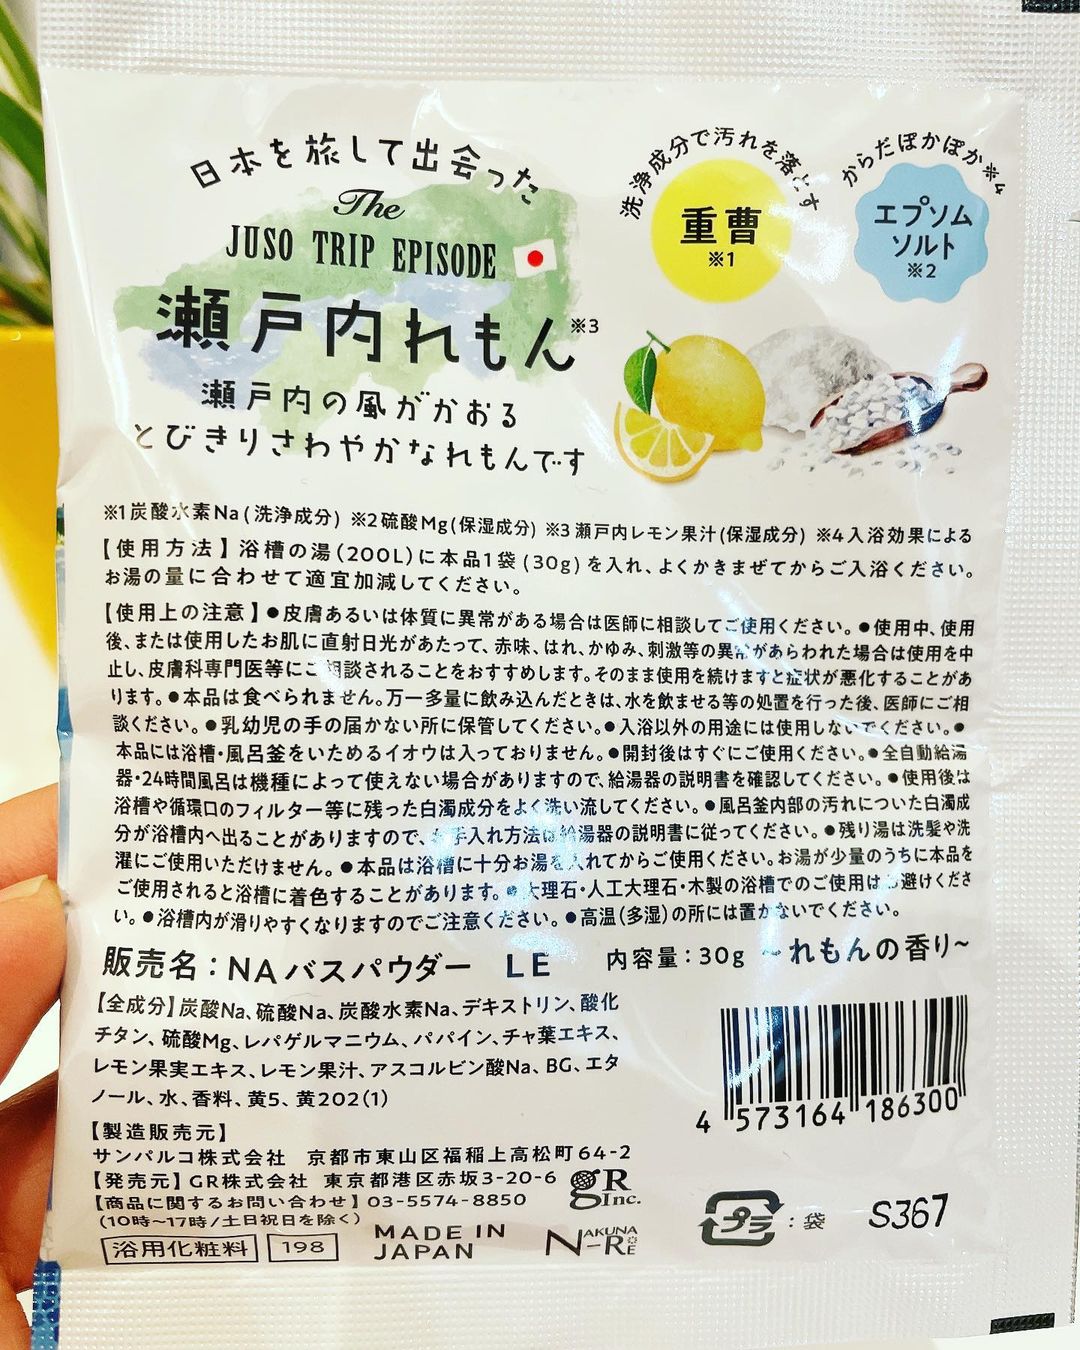 日本を旅して出会った
The
JUSO TRIP EPISODE
瀬戸内れもん※3
瀬戸内の風がかおる
とびきりさわやかなれもんです
洗浄成分で汚れを落とす
重曹
※1
からだぽかぽか※4
エプソム
ソルト
※2
※1炭酸水素Na(洗浄成分) ※2硫酸Mg(保湿成分) ※3瀬戸内レモン果汁(保湿成分) ※4入浴効果による
【使用方法】浴槽の湯(200L)に本品1袋(30g)を入れ、よくかきまぜてからご入浴ください。
お湯の量に合わせて適宜加減してください。
【使用上の注意】●皮膚あるいは体質に異常がある場合は医師に相談してご使用ください。●使用中、使用
後、または使用したお肌に直射日光があたって、赤味、はれ、かゆみ、刺激等の異常があらわれた場合は使用を中
止し、皮膚科専門医等にご相談されることをおすすめします。そのまま使用を続けますと症状が悪化することがあ
ります。●本品は食べられません。万一多量に飲み込んだときは、水を飲ませる等の処置を行った後、医師にご相
談ください。●乳幼児の手の届かない所に保管してください。●入浴以外の用途には使用しないでください。●
本品には浴槽・風呂釜をいためるイオウは入っておりません。●開封後はすぐにご使用ください。●全自動給湯
器・24時間風呂は機種によって使えない場合がありますので、給湯器の説明書を確認してください。●使用後は
浴槽や循環口のフィルター等に残った白濁成分をよく洗い流してください。●風呂釜内部の汚れについた白濁成
分が浴槽内へ出ることがありますので、お手入れ方法は給湯器の説明書に従ってください。●残り湯は洗髪や洗
濯にご使用いただけません。●本品は浴槽に十分お湯を入れてからご使用ください。お湯が少量のうちに本品を
ご使用されると浴槽に着色することがあります。●大理石・人工大理石・木製の浴槽でのご使用はお避けくださ
い。●浴槽内が滑りやすくなりますのでご注意ください。●高温(多湿)の所には置かないでください。
販売名:NAバスパウダー LE 内容量:30g ～れもんの香り～
【全成分】炭酸Na、硫酸Na、炭酸水素Na、デキストリン、酸化
チタン、硫酸Mg、レパゲルマニウム、パパイン、チャ葉エキス、
レモン果実エキス、レモン果汁、アスコルビン酸Na、BG、エタ
ノール、水、香料、黄5、黄202(1)
4 573164 186300
【製造販売元】
サンパルコ株式会社 京都市東山区福稲上高松町64-2
【発売元】GR株式会社 東京都港区赤坂3-20-6
【商品に関するお問い合わせ】03-5574-8850
(10時～17時/土日祝日を除く)
gR Inc.
浴用化粧料 198
MADE IN
JAPAN
NAKUNA-RE
プラ :袋
S367